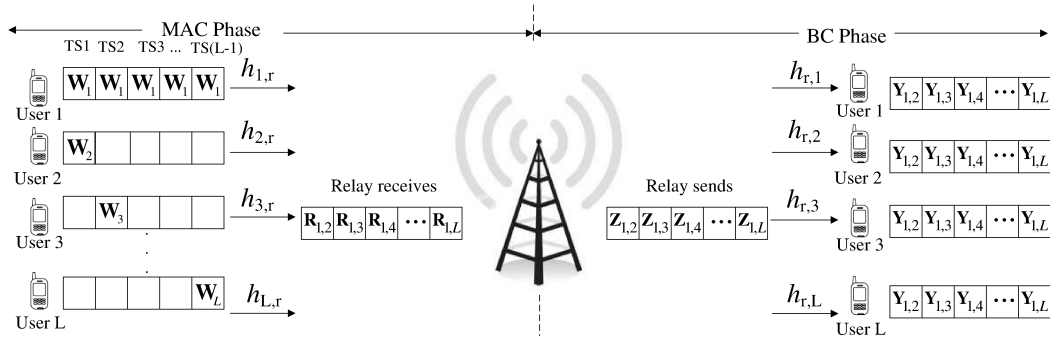 MAC Phase
BC Phase
TS1 TS2 TS3 ... TS(L-1)
W1 W1 W1 W1 W1
h1,r
User 1
W2
h2,r
User 2
W3
h3,r
User 3
WL
hL,r
User L
Relay receives
R1,2 R1,3 R1,4 ••• R1,L
Relay sends
Z1,2 Z1,3 Z1,4 ••• Z1,L
hr,1
User 1
Y1,2 Y1,3 Y1,4 ••• Y1,L
hr,2
User 2
Y1,2 Y1,3 Y1,4 ••• Y1,L
hr,3
User 3
Y1,2 Y1,3 Y1,4 ••• Y1,L
hr,L
User L
Y1,2 Y1,3 Y1,4 ••• Y1,L